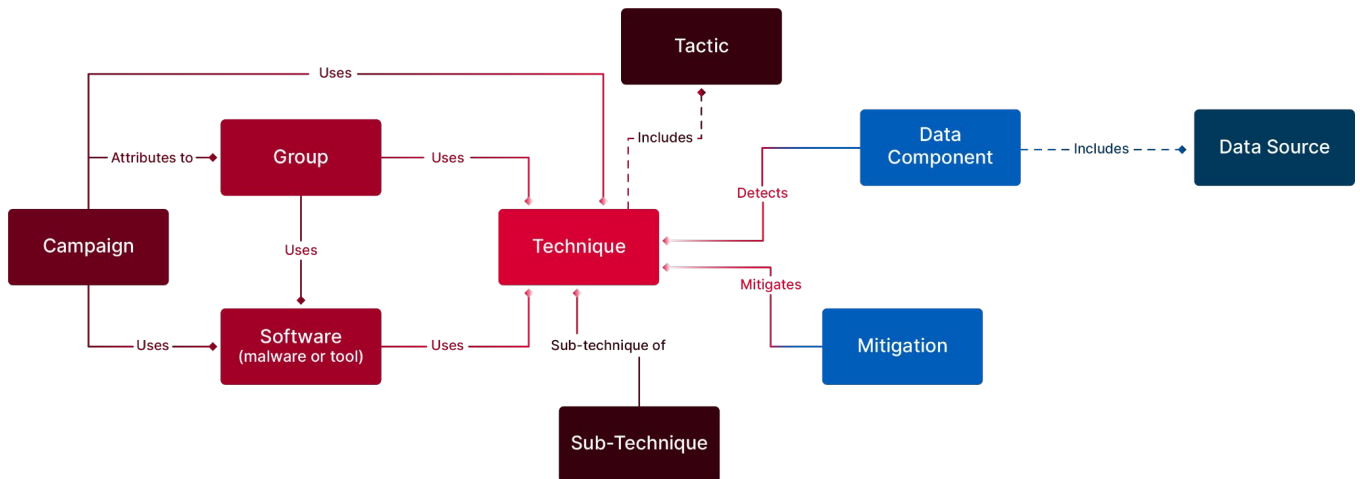 Tactic
Uses
Includes
Attributes to
Group
Uses
Data
Component
Includes
Data Source
Detects
Campaign
Uses
Technique
Mitigates
Uses
Software
(malware or tool)
Uses
Sub-technique of
Mitigation
Sub-Technique